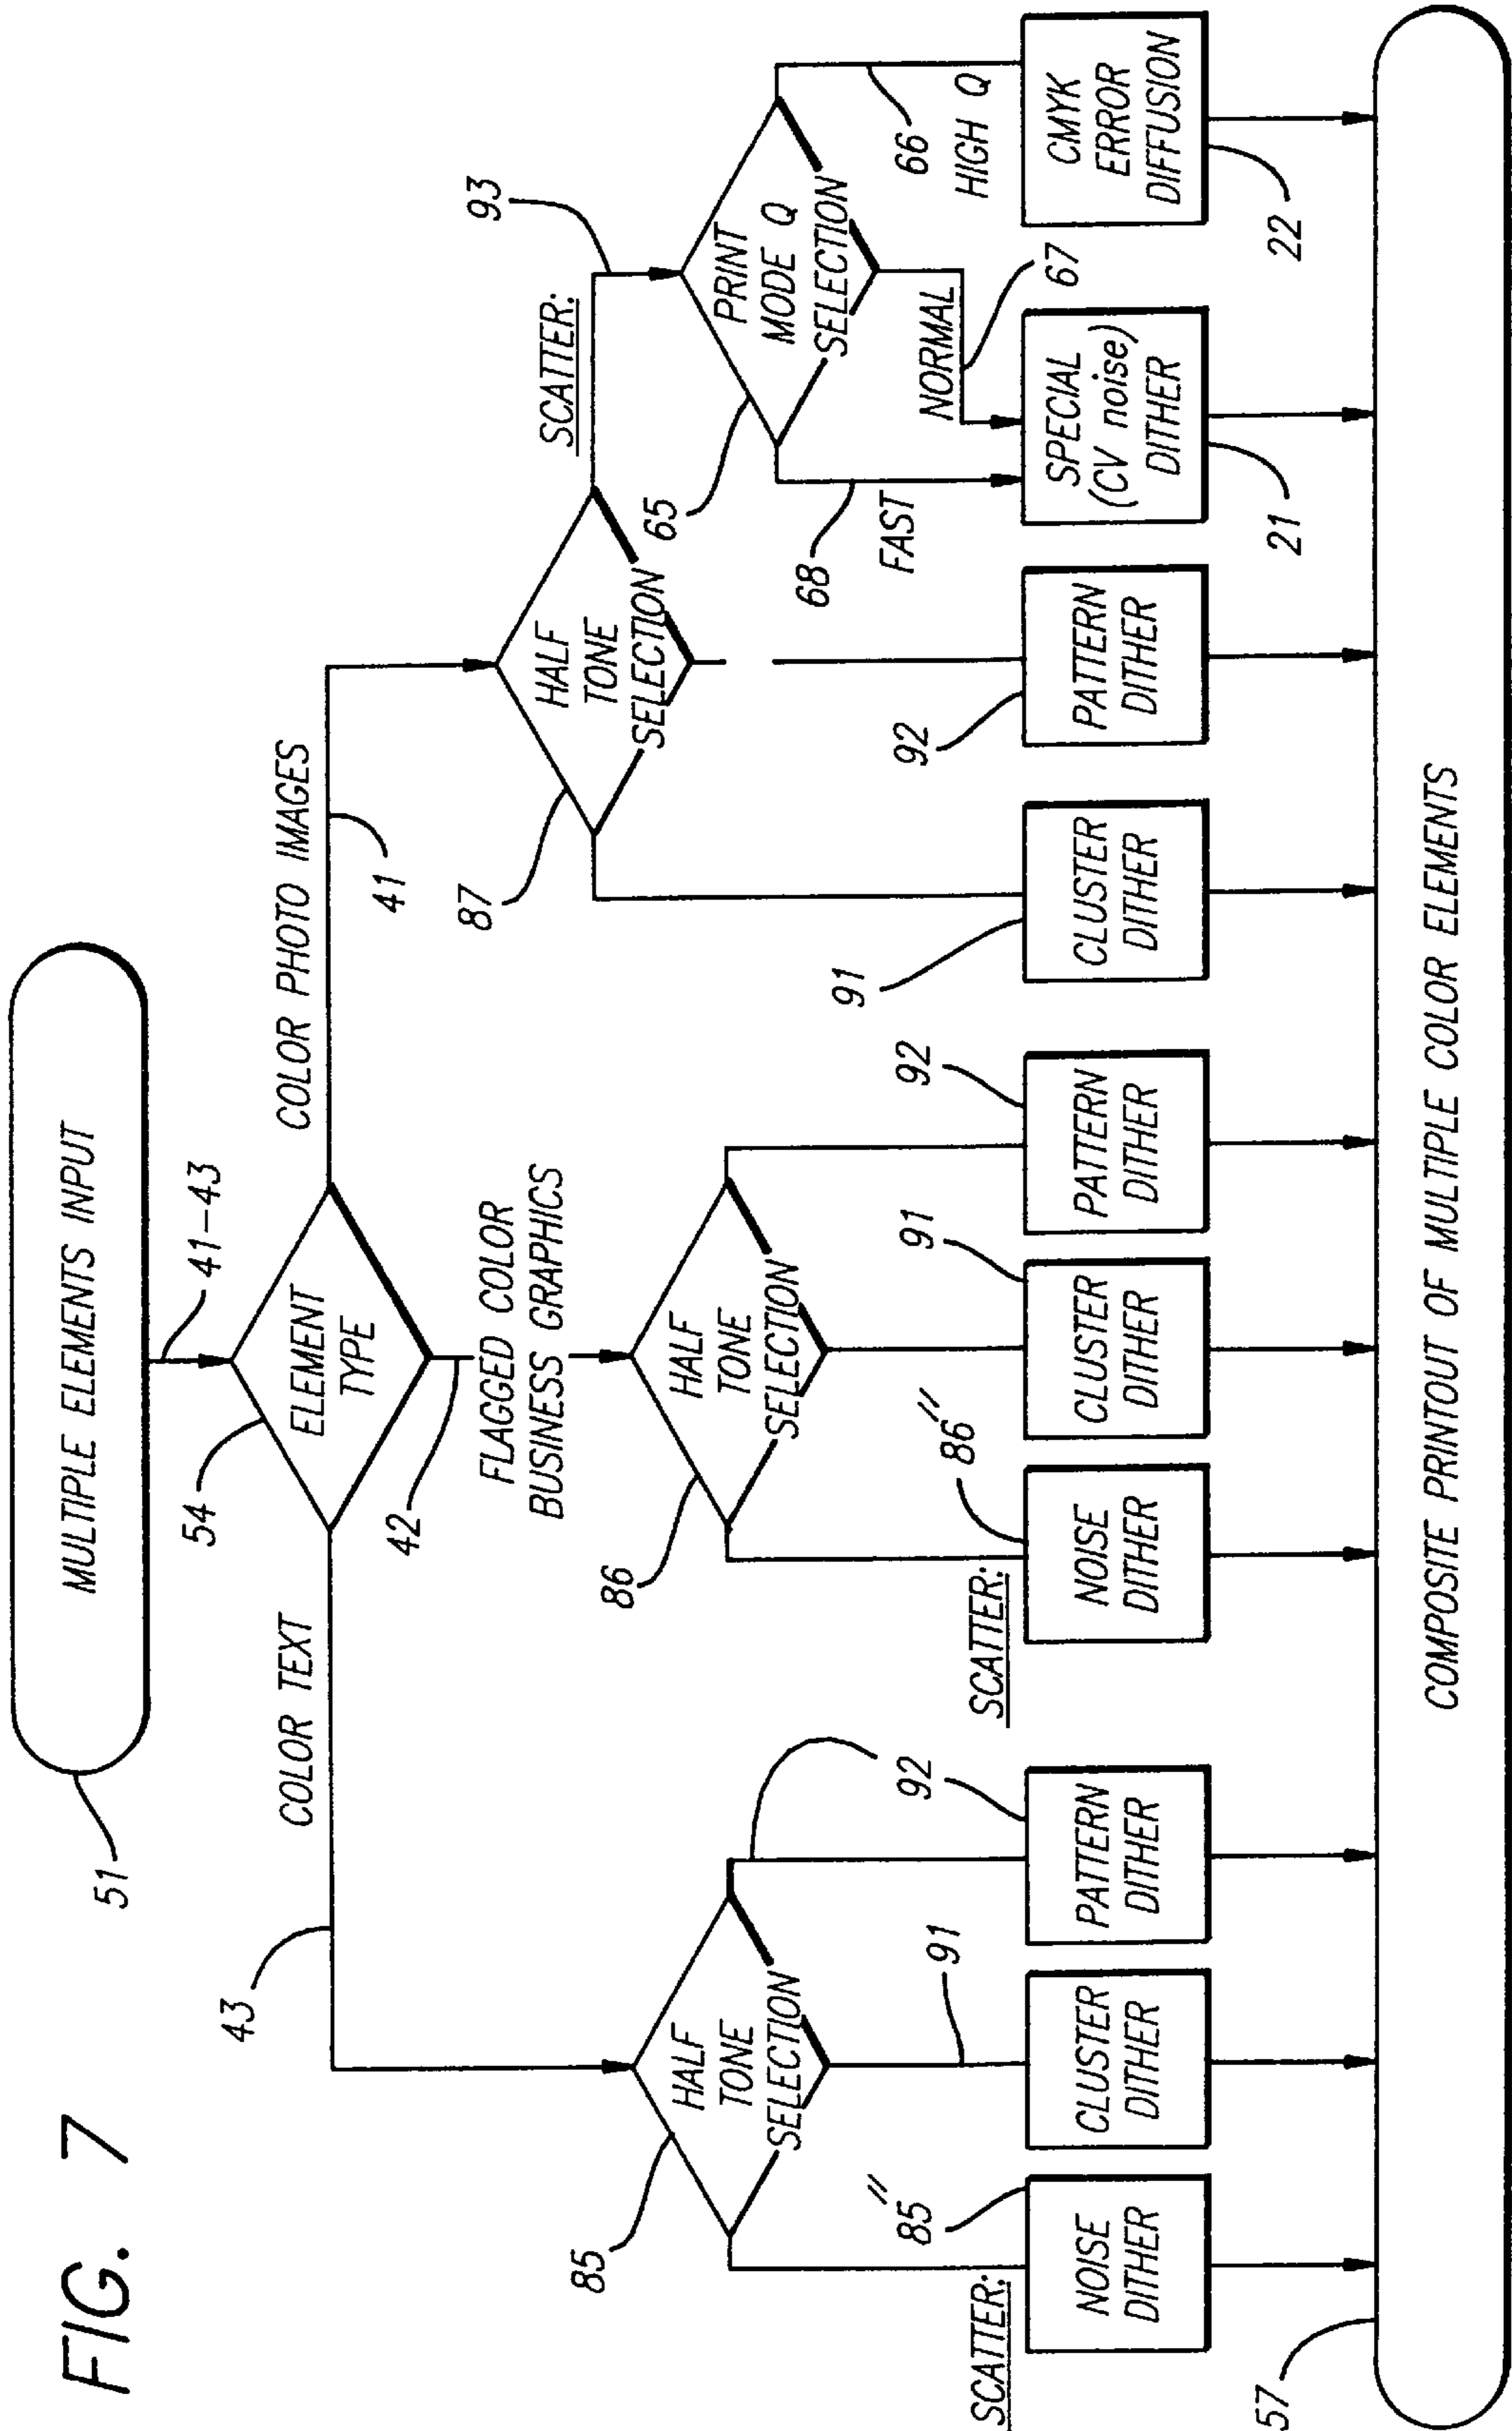 FIG. 7
51
MULTIPLE ELEMENTS INPUT
41-43
54
ELEMENT
TYPE
43
COLOR TEXT
COLOR PHOTO IMAGES
41
42
FLAGGED COLOR
BUSINESS GRAPHICS
85
HALF
TONE
SELECTION
86
HALF
TONE
SELECTION
87
HALF
TONE
SELECTION
SCATTER:
93
65
PRINT
MODE Q
SELECTION
68
FAST
NORMAL
67
66
HIGH Q
SCATTER:
85"
NOISE
DITHER
91
CLUSTER
DITHER
92
PATTERN
DITHER
SCATTER:
86"
NOISE
DITHER
91
CLUSTER
DITHER
92
PATTERN
DITHER
91
CLUSTER
DITHER
92
PATTERN
DITHER
SPECIAL
(CV noise)
DITHER
21
CMYK
ERROR
DIFFUSION
22
57
COMPOSITE PRINTOUT OF MULTIPLE COLOR ELEMENTS